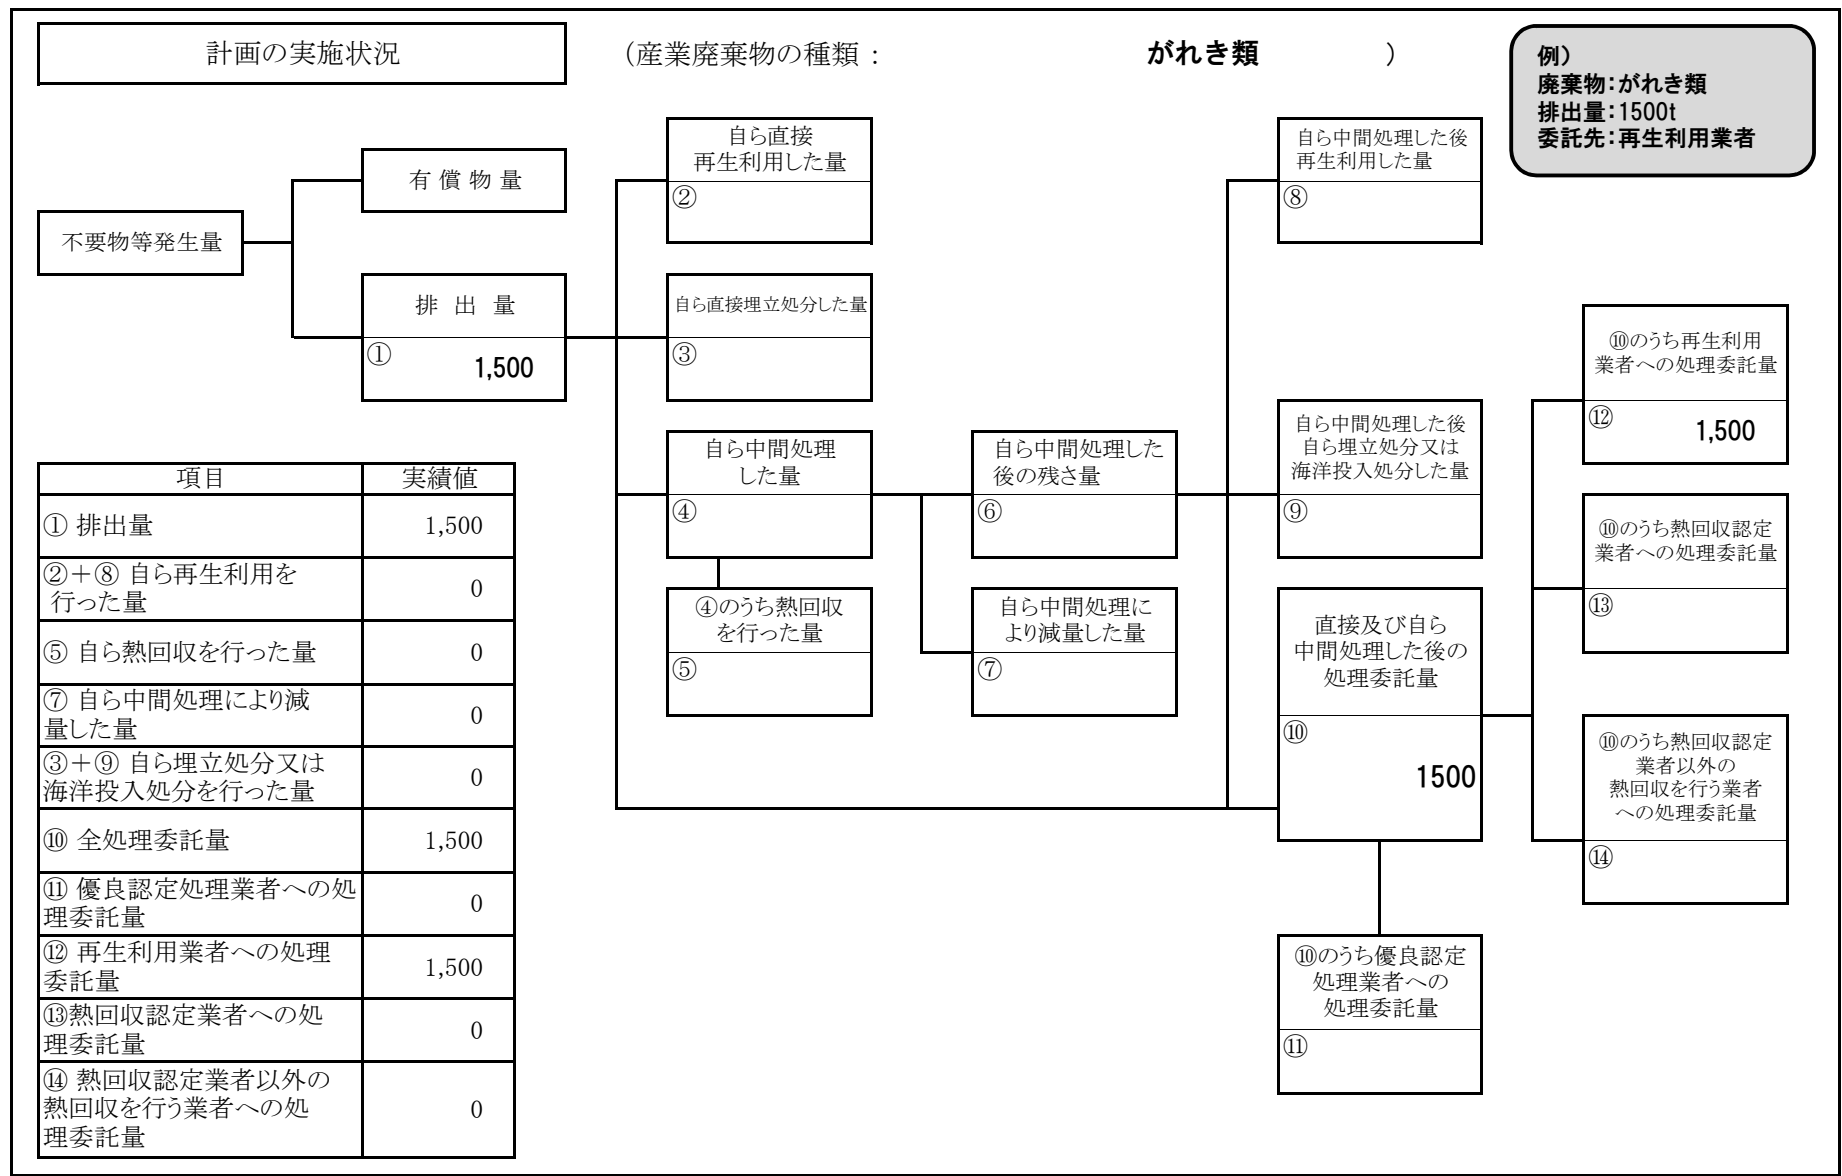 計画の実施状況
（産業廃棄物の種類： がれき類 ）
例）
廃棄物：がれき類
排出量：1500t
委託先：再生利用業者
不要物等発生量
有償物量
排出量
① 1,500
自ら直接
再生利用した量
②
自ら直接埋立処分した量
③
自ら中間処理
した量
④
④のうち熱回収
を行った量
⑤
自ら中間処理した
後の残さ量
⑥
自ら中間処理に
より減量した量
⑦
自ら中間処理した後
再生利用した量
⑧
自ら中間処理した後
自ら埋立処分又は
海洋投入処分した量
⑨
直接及び自ら
中間処理した後の
処理委託量
⑩
1500
⑩のうち優良認定
処理業者への
処理委託量
⑪
⑩のうち再生利用
業者への処理委託量
⑫ 1,500
⑩のうち熱回収認定
業者への処理委託量
⑬
⑩のうち熱回収認定
業者以外の
熱回収を行う業者
への処理委託量
⑭
項目 実績値
① 排出量 1,500
②＋⑧ 自ら再生利用を
行った量 0
⑤ 自ら熱回収を行った量 0
⑦ 自ら中間処理により減
量した量 0
③＋⑨ 自ら埋立処分又は
海洋投入処分を行った量 0
⑩ 全処理委託量 1,500
⑪ 優良認定処理業者への処
理委託量 0
⑫ 再生利用業者への処理
委託量 1,500
⑬熱回収認定業者への処
理委託量 0
⑭ 熱回収認定業者以外の
熱回収を行う業者への処
理委託量 0